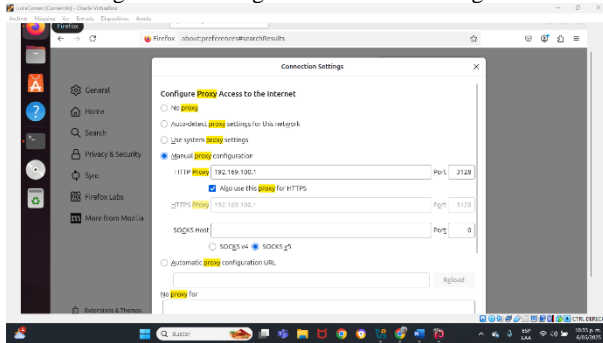 LuisaGomez [Corriendo] - Oracle VirtualBox
Archivo Máquina Ver Entrada Dispositivos Ayuda
Firefox
Firefox about:preferences#searchResults
General
Home
Search
Privacy & Security
Sync
Firefox Labs
More from Mozilla
Extensions & Themes
Connection Settings
Configure Proxy Access to the Internet
No proxy
Auto-detect proxy settings for this network
Use system proxy settings
Manual proxy configuration
HTTP Proxy 192.169.100.1 Port 3128
Also use this proxy for HTTPS
HTTPS Proxy 192.169.100.1 Port 3128
SOCKS Host Port 0
SOCKS v4 SOCKS v5
Automatic proxy configuration URL
Reload
No proxy for
CTRL DEREC
Buscar
ESP
LAA
10:35 p. m.
6/06/2025